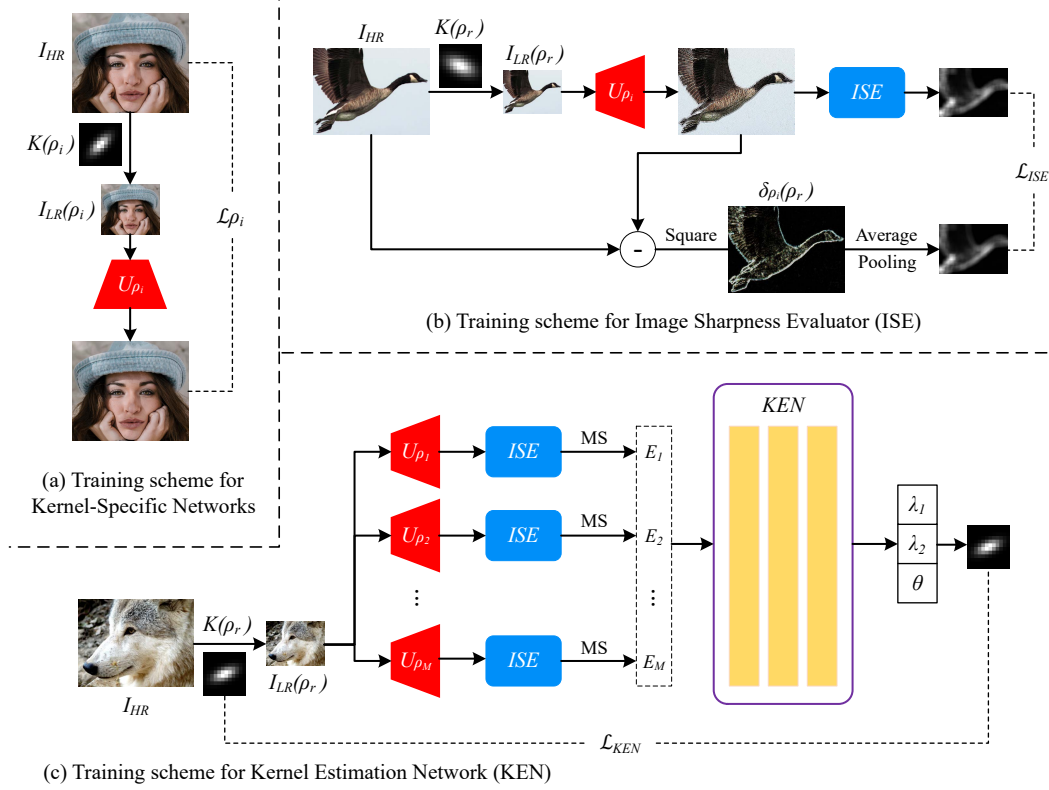 I_HR
K(ρ_i)
I_LR(ρ_i)
U_ρ_i
ℒρ_i
(a) Training scheme for
Kernel-Specific Networks
I_HR
K(ρ_r)
I_LR(ρ_r)
U_ρ_i
ISE
ℒ_ISE
δ_ρ_i(ρ_r)
-
Square
Average
Pooling
(b) Training scheme for Image Sharpness Evaluator (ISE)
I_HR
K(ρ_r)
I_LR(ρ_r)
U_ρ_1
ISE
MS
E_1
U_ρ_2
ISE
MS
E_2
⋮
⋮
U_ρ_M
ISE
MS
E_M
KEN
λ_1
λ_2
θ
ℒ_KEN
(c) Training scheme for Kernel Estimation Network (KEN)